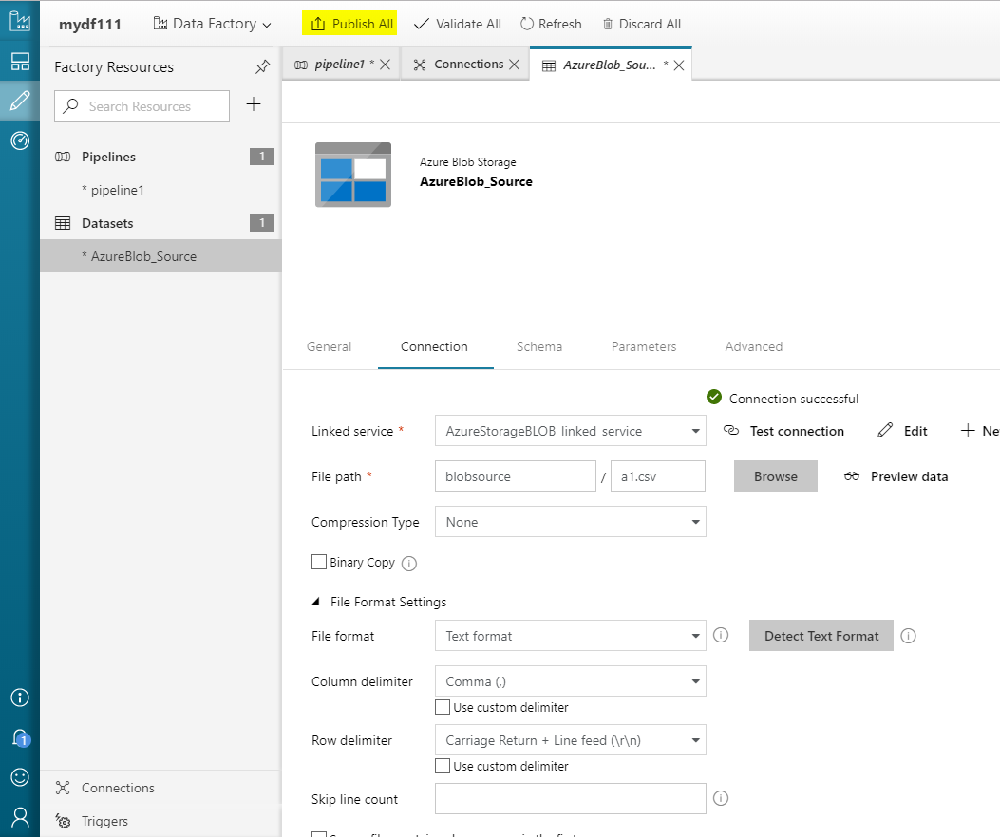 mydf111 Data Factory Publish All Validate All Refresh Discard All
Factory Resources
pipeline1 * Connections AzureBlob_Sou... *
Search Resources
Pipelines 1
* pipeline1
Datasets 1
* AzureBlob_Source
Azure Blob Storage
AzureBlob_Source
General Connection Schema Parameters Advanced
Connection successful
Linked service * AzureStorageBLOB_linked_service Test connection Edit
File path * blobsource / a1.csv Browse Preview data
Compression Type None
Binary Copy
File Format Settings
File format Text format Detect Text Format
Column delimiter Comma (,)
Use custom delimiter
Row delimiter Carriage Return + Line feed (\r\n)
Use custom delimiter
Skip line count
1
Connections
Triggers